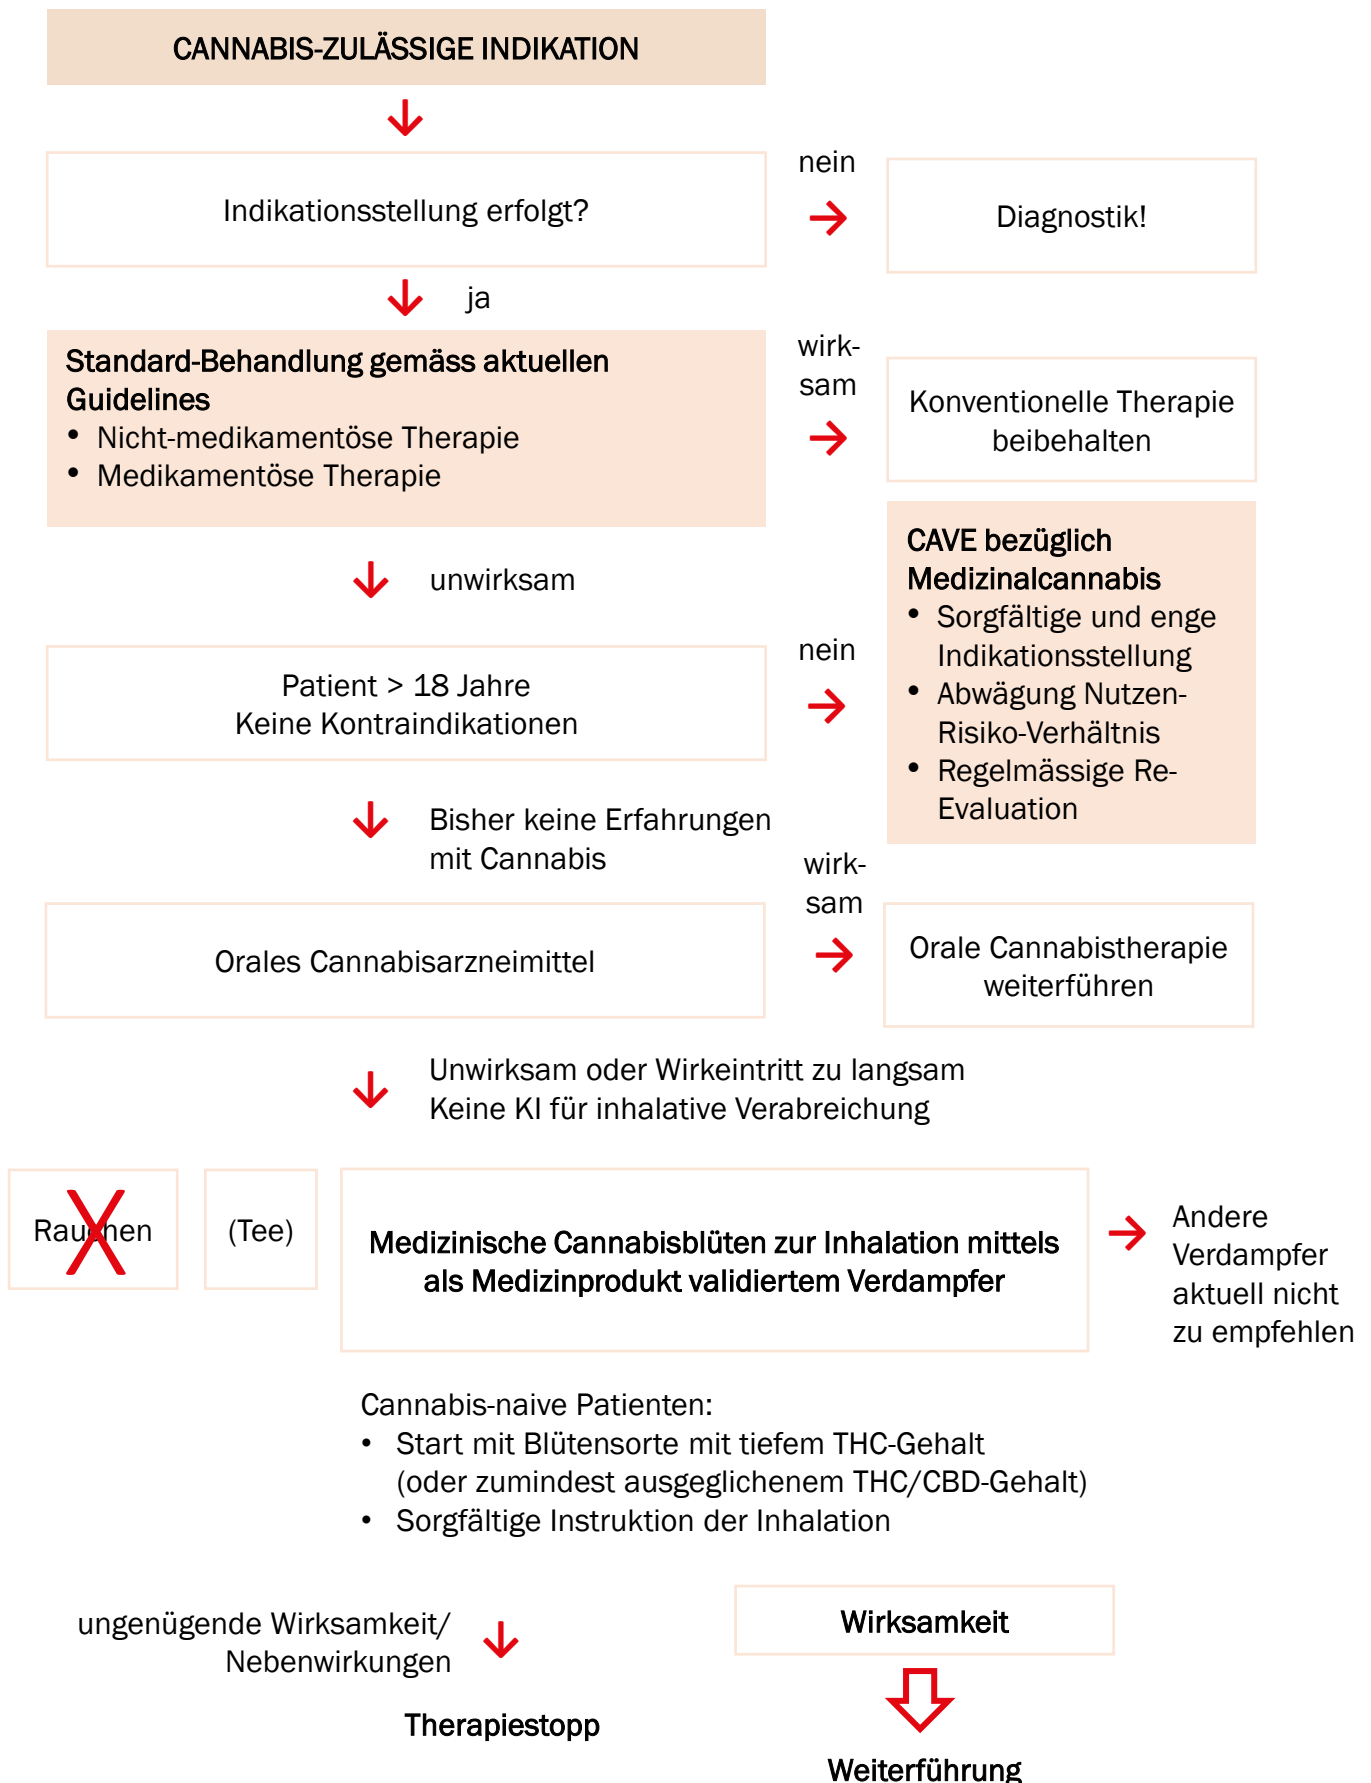 CANNABIS-ZULÄSSIGE INDIKATION
nein
Indikationsstellung erfolgt?
Diagnostik!
ja
Standard-Behandlung gemäss aktuellen
Guidelines
• Nicht-medikamentöse Therapie
• Medikamentöse Therapie
wirk-
sam
Konventionelle Therapie
beibehalten
unwirksam
CAVE bezüglich
Medizinalcannabis
• Sorgfältige und enge
Indikationsstellung
• Abwägung Nutzen-
Risiko-Verhältnis
• Regelmässige Re-
Evaluation
nein
Patient > 18 Jahre
Keine Kontraindikationen
Bisher keine Erfahrungen
mit Cannabis
wirk-
sam
Orales Cannabisarzneimittel
Orale Cannabistherapie
weiterführen
Unwirksam oder Wirkeintritt zu langsam
Keine KI für inhalative Verabreichung
Rauchen
(Tee)
Medizinische Cannabisblüten zur Inhalation mittels
als Medizinprodukt validiertem Verdampfer
Andere
Verdampfer
aktuell nicht
zu empfehlen
Cannabis-naive Patienten:
• Start mit Blütensorte mit tiefem THC-Gehalt
(oder zumindest ausgeglichenem THC/CBD-Gehalt)
• Sorgfältige Instruktion der Inhalation
ungenügende Wirksamkeit/
Nebenwirkungen
Therapiestopp
Wirksamkeit
Weiterführung